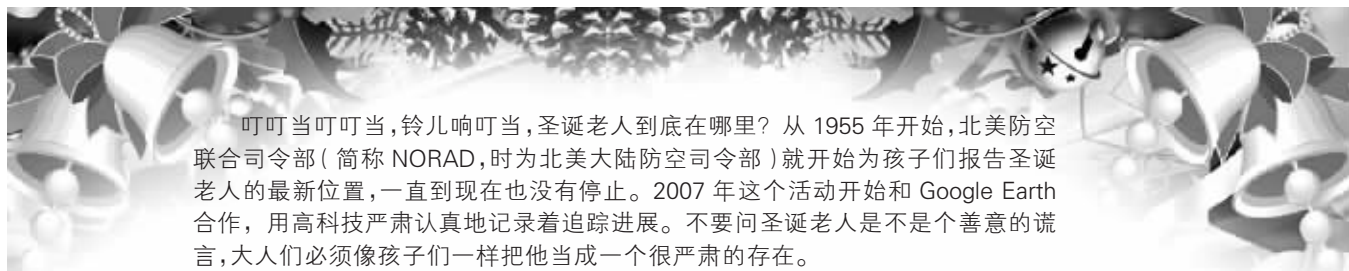 叮叮当叮叮当,铃儿响叮当,圣诞老人到底在哪里? 从 1955 年开始,北美防空
联合司令部(简称 NORAD,时为北美大陆防空司令部)就开始为孩子们报告圣诞
老人的最新位置,一直到现在也没有停止。2007 年这个活动开始和 Google Earth
合作，用高科技严肃认真地记录着追踪进展。不要问圣诞老人是不是个善意的谎
言,大人们必须像孩子们一样把他当成一个很严肃的存在。